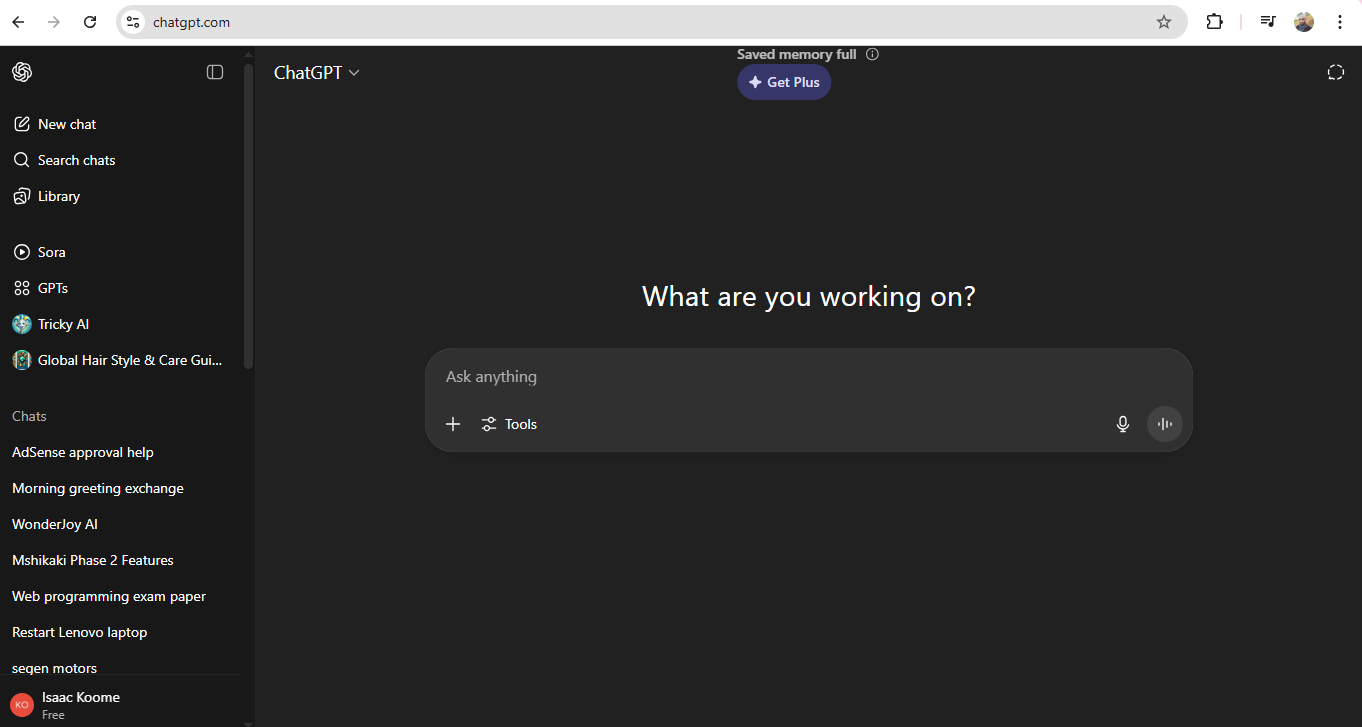 chatgpt.com
ChatGPT
Saved memory full
Get Plus
New chat
Search chats
Library
Sora
GPTs
Tricky AI
Global Hair Style & Care Gui...
Chats
AdSense approval help
Morning greeting exchange
WonderJoy AI
Mshikaki Phase 2 Features
Web programming exam paper
Restart Lenovo laptop
segen motors
KO
Isaac Koome
Free
What are you working on?
Ask anything
Tools